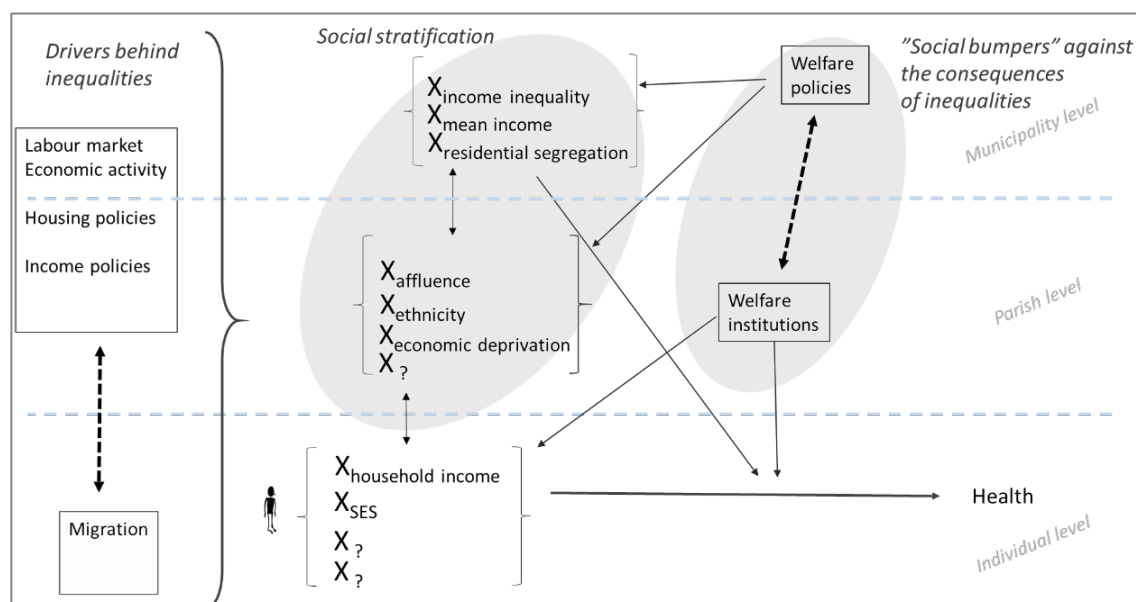 Drivers behind
inequalities
Labour market
Economic activity
Housing policies
Income policies
Migration
Social stratification
X income inequality
X mean income
X residential segregation
X affluence
X ethnicity
X economic deprivation
X ?
X household income
X SES
X ?
X ?
Welfare
policies
Welfare
institutions
”Social bumpers” against
the consequences
of inequalities
Municipality level
Parish level
Health
Individual level